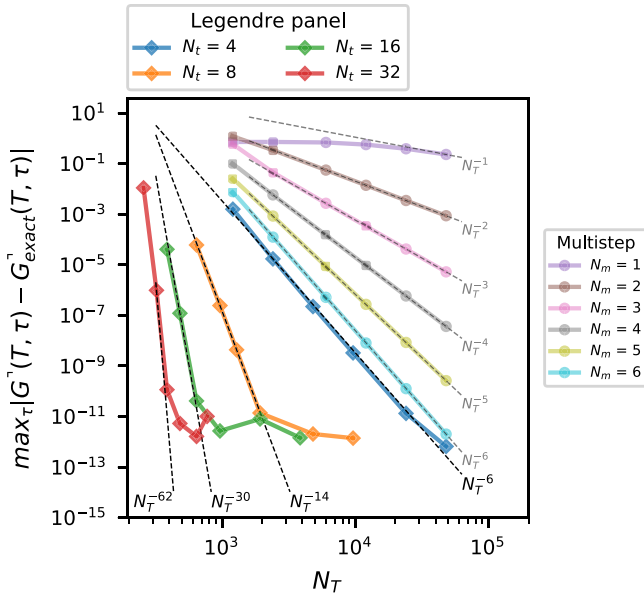 Legendre panel
N_t = 4
N_t = 16
N_t = 8
N_t = 32
max_τ|G^⌝(T, τ) − G^⌝_exact(T, τ)|
10^1
10^−1
10^−3
10^−5
10^−7
10^−9
10^−11
10^−13
10^−15
N_T^−1
N_T^−2
N_T^−3
N_T^−4
N_T^−5
N_T^−6
N_T^−6
N_T^−62
N_T^−30
N_T^−14
Multistep
N_m = 1
N_m = 2
N_m = 3
N_m = 4
N_m = 5
N_m = 6
10^3
10^4
10^5
N_T